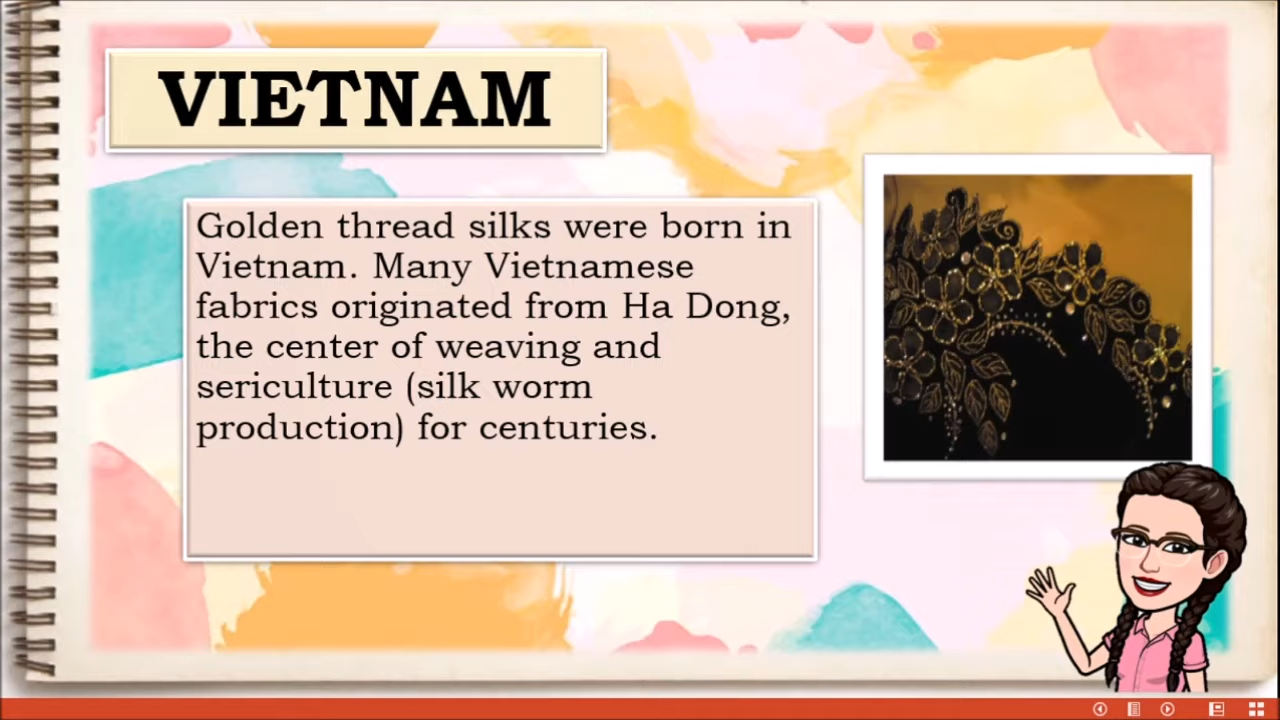 VIETNAM
Golden thread silks were born in
Vietnam. Many Vietnamese
fabrics originated from Ha Dong,
the center of weaving and
sericulture (silk worm
production) for centuries.